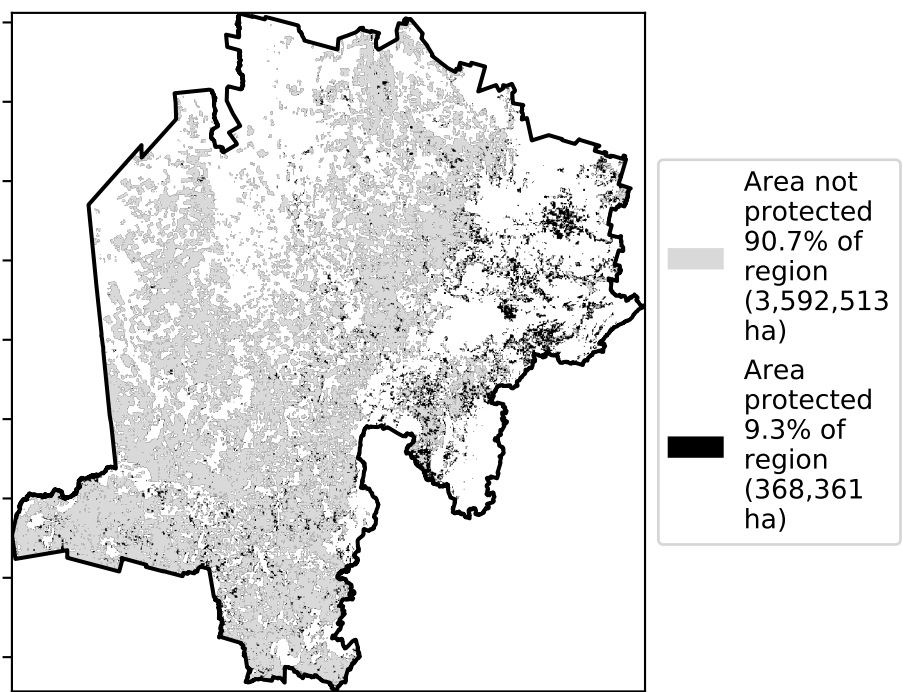 Area not
protected
90.7% of
region
(3,592,513
ha)
Area
protected
9.3% of
region
(368,361
ha)